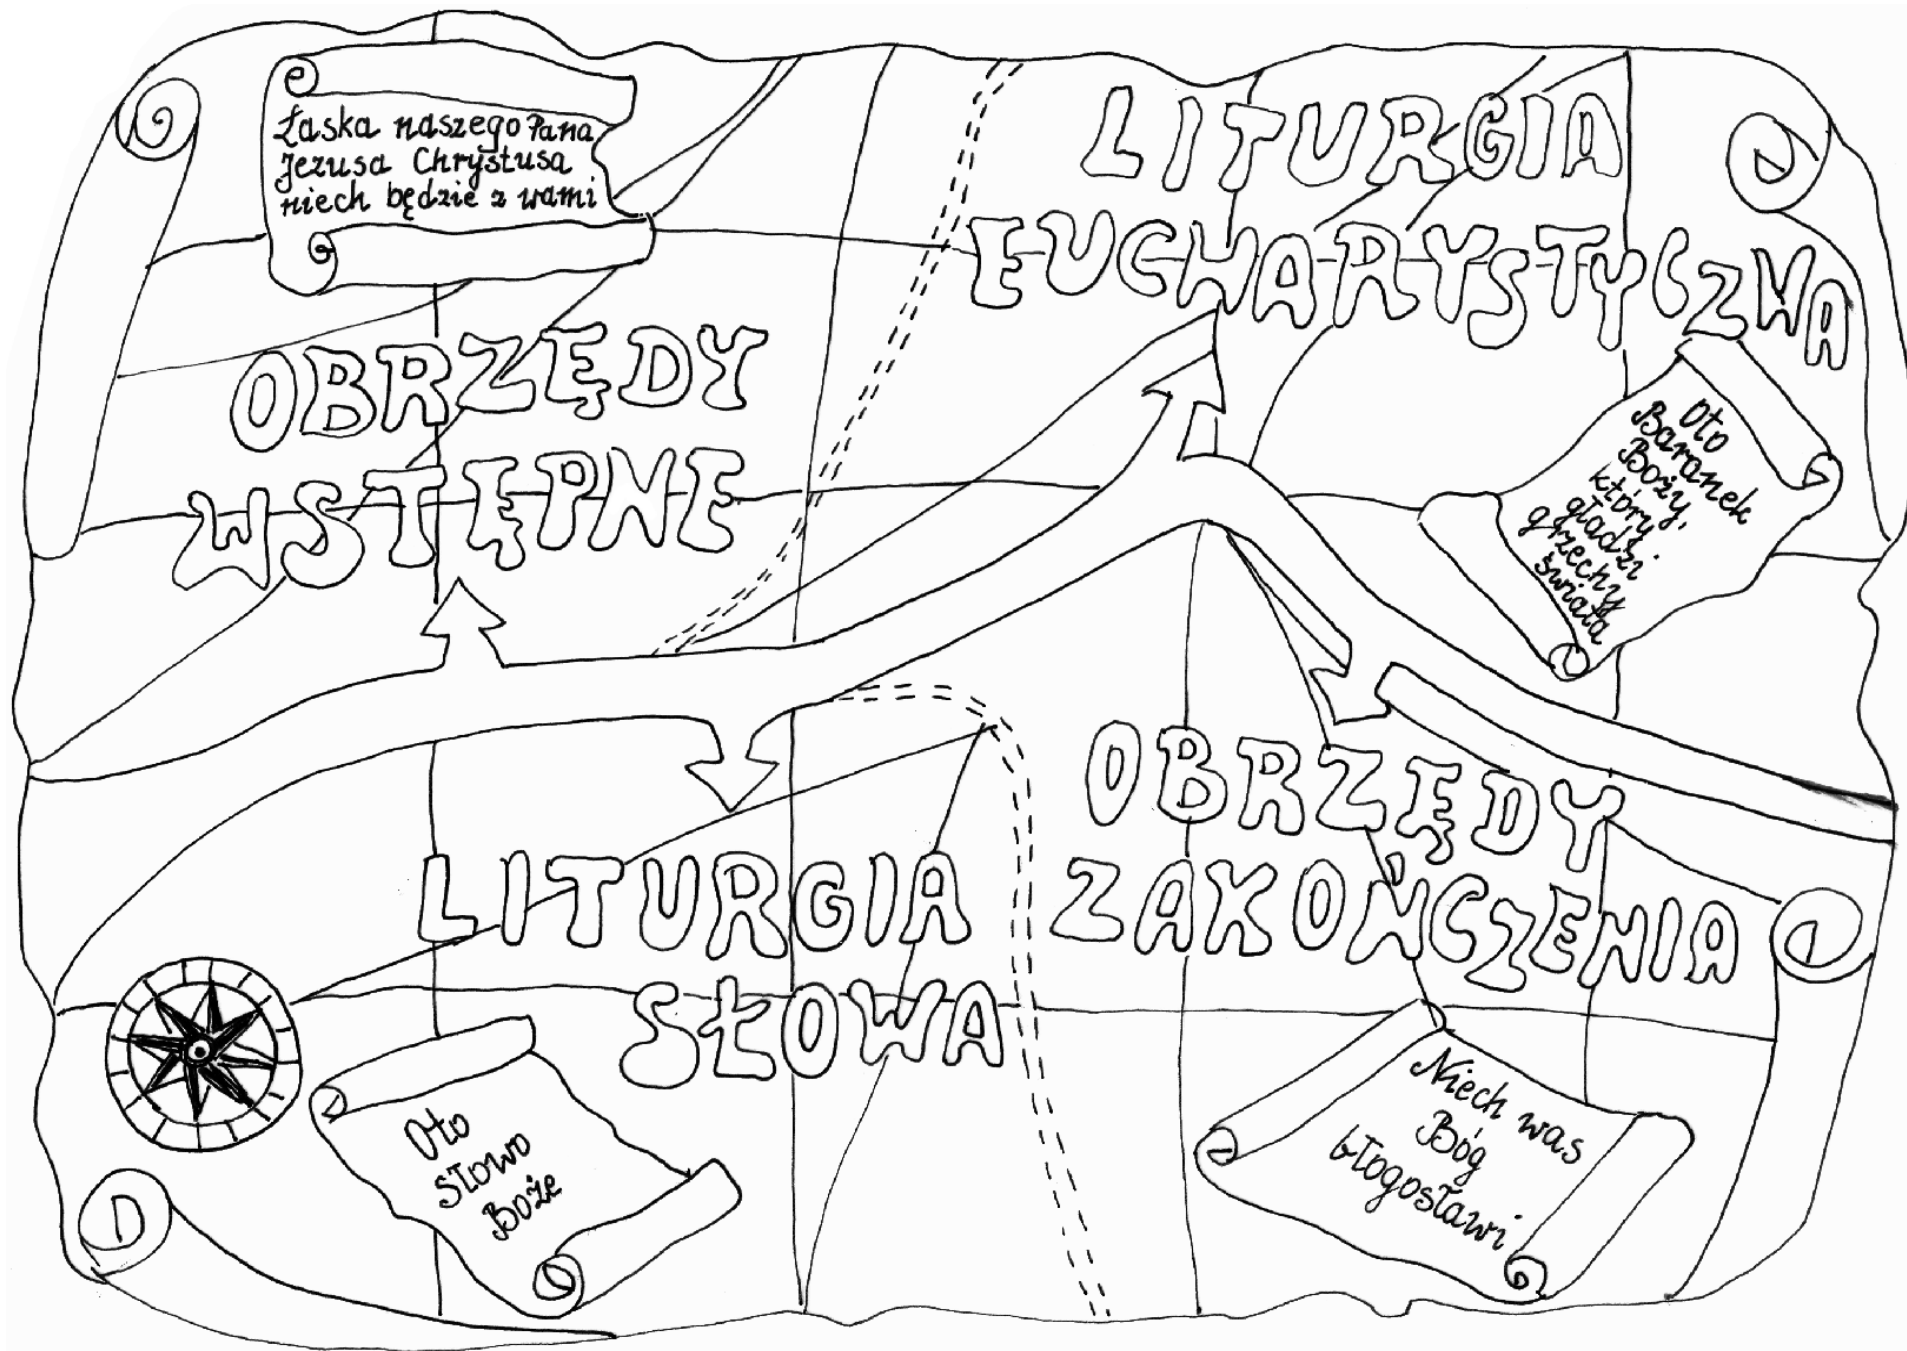 Łaska naszego Pana
Jezusa Chrystusa
niech będzie z wami
OBRZĘDY
WSTĘPNE
LITURGIA
EUCHARYSTYCZNA
Oto
Baranek
Boży,
który
gładzi
grzechy
świata
LITURGIA
SŁOWA
Oto
słowo
Boże
OBRZĘDY
ZAKOŃCZENIA
Niech was
Bóg
błogosławi